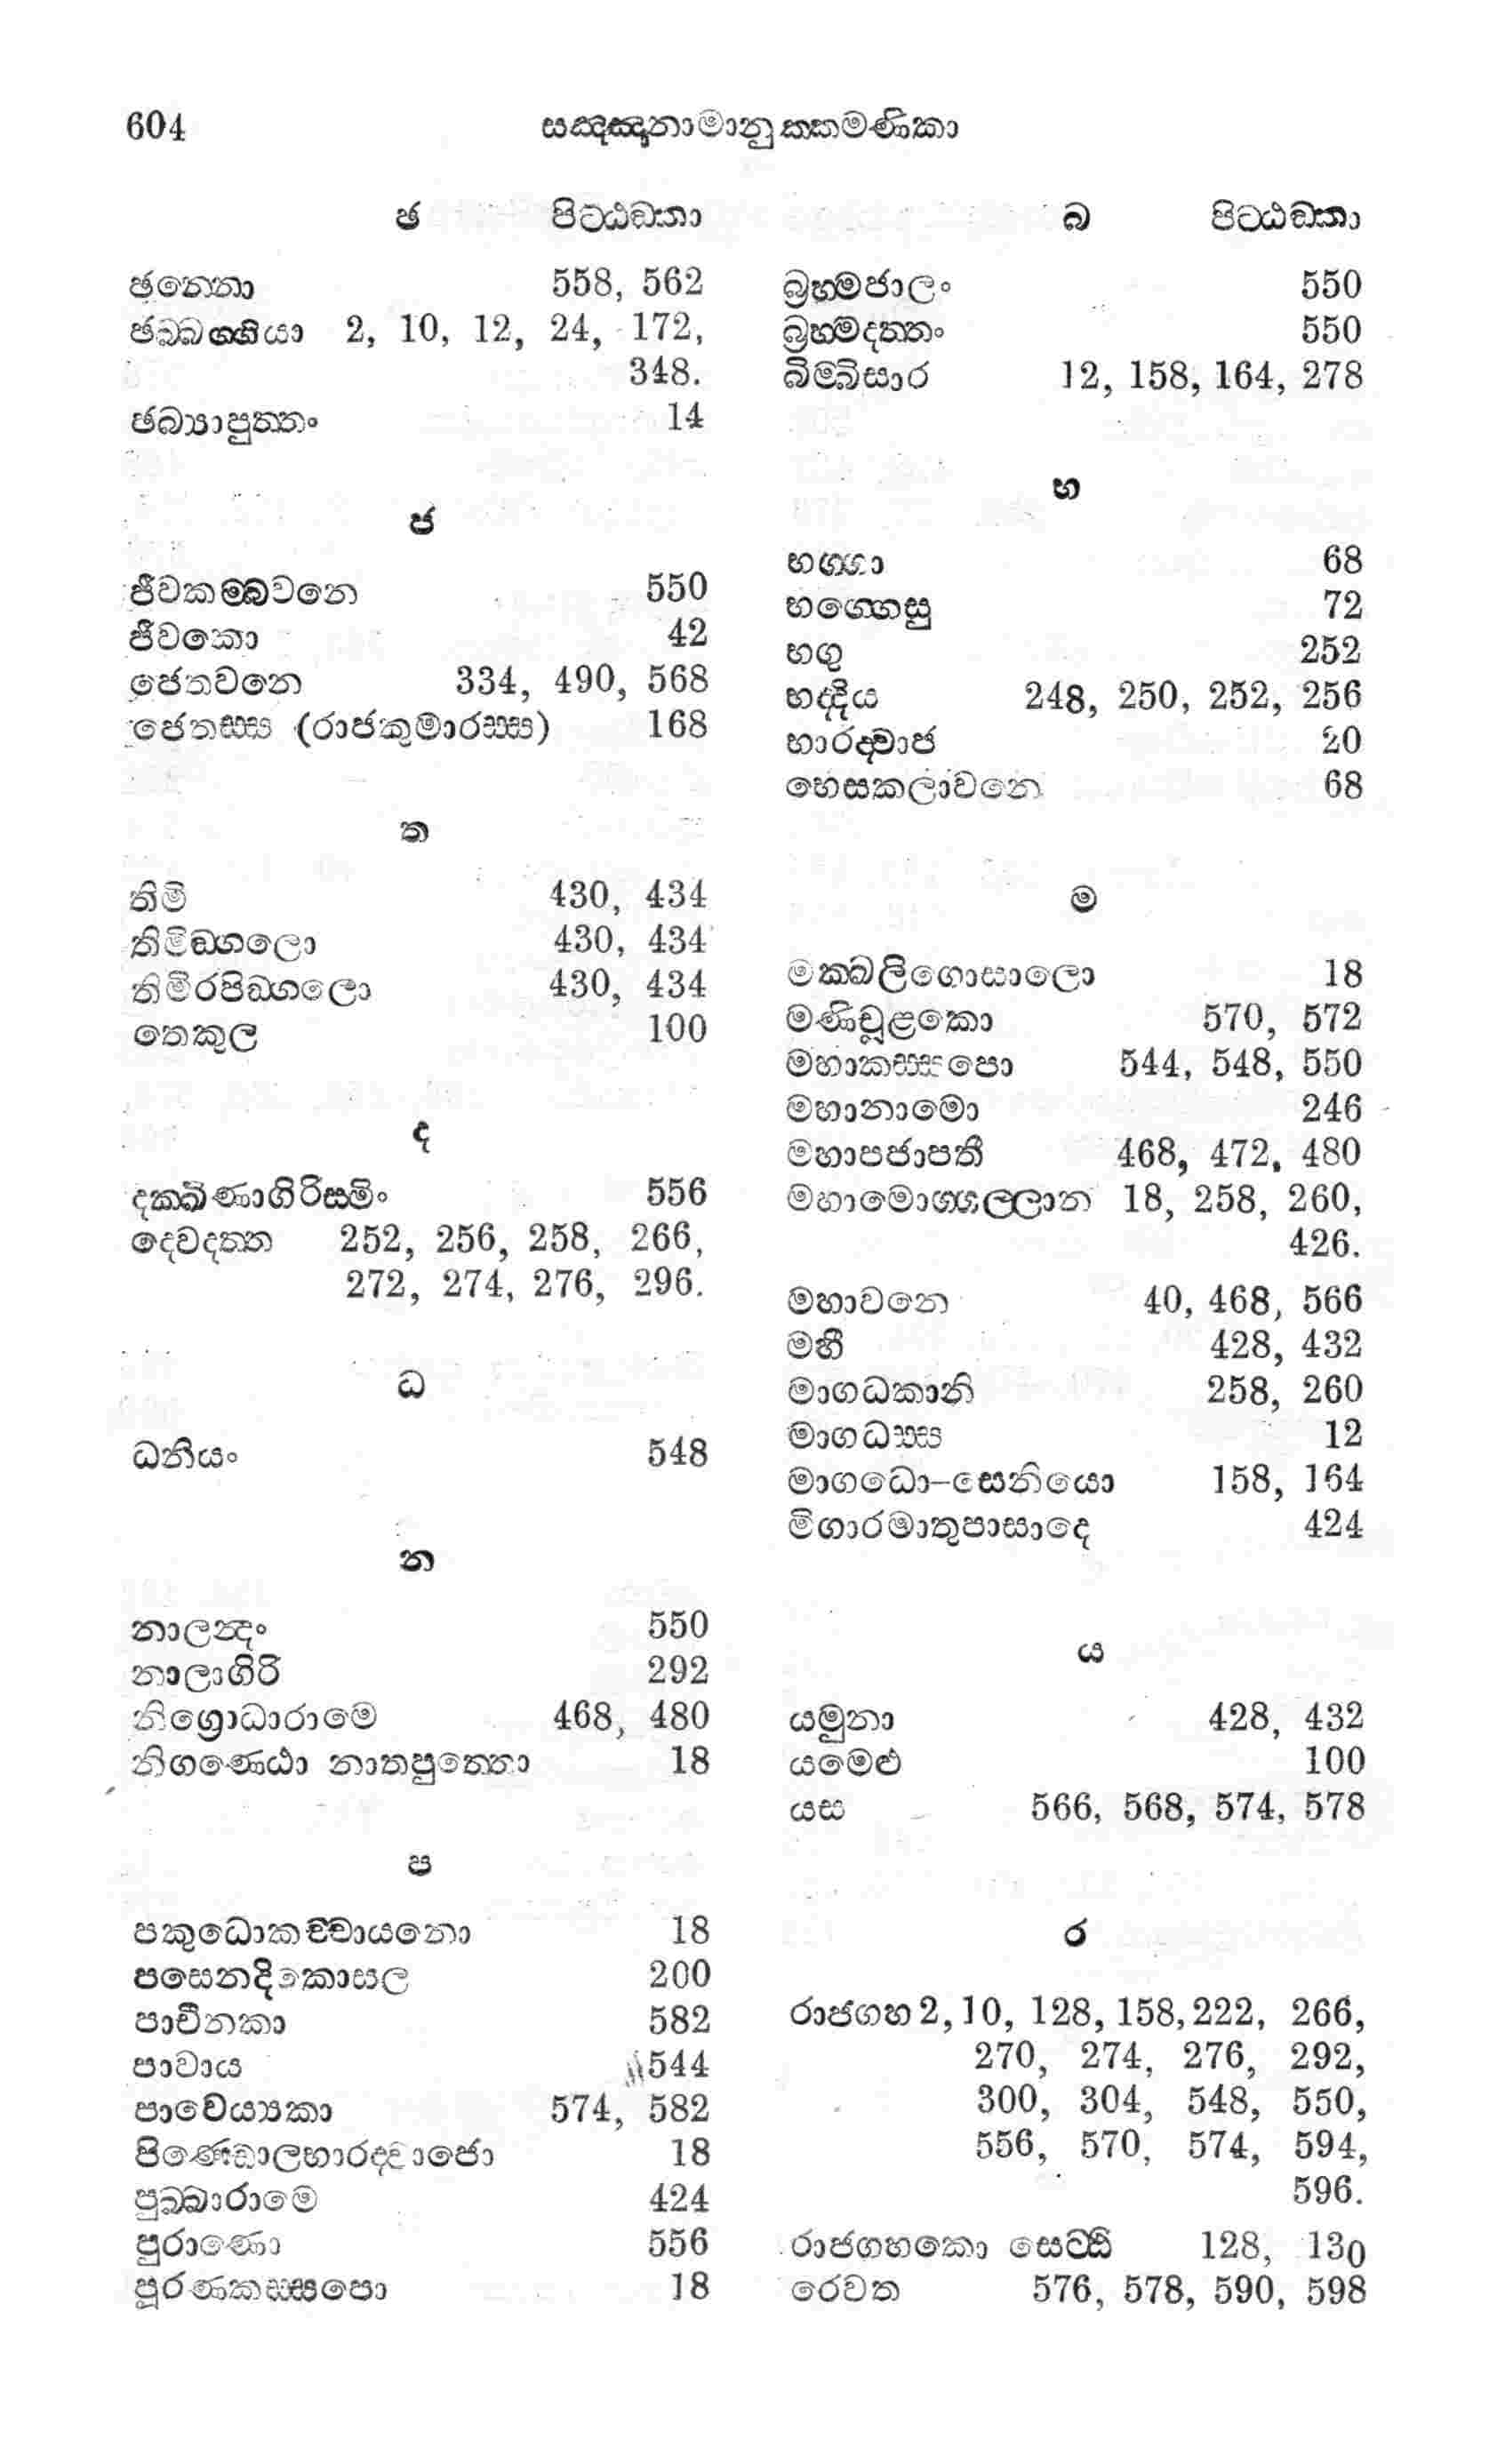 604 සඤ්ඤානාමානුක්කමණිකා
ඡ පිට්ඨඞ්කා
ඡන්නො 558, 562
ඡබ්බග්ගියා 2, 10, 12, 24, 172,
348.
ඡබ්‍යාපුත්තං 14
ජ
ජීවකම්බවනෙ 550
ජීවකො 42
ජෙතවනෙ 334, 490, 568
ජෙතස්ස (රාජකුමාරස්ස) 168
ත
තිමි 430, 434
තිමිඞ්ගලො 430, 434
තිමිරපිඞ්ගලො 430, 434
තෙකුල 100
ද
දක්ඛිණාගිරිස්මිං 556
දෙවදත්ත 252, 256, 258, 266,
272, 274, 276, 296.
ධ
ධනියං 548
න
නාලන්දං 550
නාලාගිරි 292
නිග්‍රොධාරාමෙ 468, 480
නිගණ්ඨො නාතපුත්තො 18
ප
පකුධොකච්චායනො 18
පසෙනදිකොසල 200
පාචීනකා 582
පාවාය 544
පාවෙය්‍යකා 574, 582
පිණ්ඩොලභාරද්වාජො 18
පුබ්බාරාමෙ 424
පුරාණො 556
පූරණකස්සපො 18
බ පිට්ඨඞ්කා
බ්‍රහ්මජාලං 550
බ්‍රහ්මදත්තං 550
බිම්බිසාර 12, 158, 164, 278
භ
භග්ගා 68
භග්ගෙසු 72
භගු 252
භද්දිය 248, 250, 252, 256
භාරද්වාජ 20
භෙසකලාවනෙ 68
ම
මක්ඛලිගොසාලො 18
මණිචූළකො 570, 572
මහාකස්සපො 544, 548, 550
මහානාමො 246
මහාපජාපතී 468, 472, 480
මහාමොග්ගල්ලාන 18, 258, 260,
426.
මහාවනෙ 40, 468, 566
මහී 428, 432
මාගධකානි 258, 260
මාගධස්ස 12
මාගධො-සෙනියො 158, 164
මිගාරමාතුපාසාදෙ 424
ය
යමුනා 428, 432
යමෙළු 100
යස 566, 568, 574, 578
ර
රාජගහ 2, 10, 128, 158, 222, 266,
270, 274, 276, 292,
300, 304, 548, 550,
556, 570, 574, 594,
596.
රාජගහකො සෙට්ඨි 128, 130
රෙවත 576, 578, 590, 598